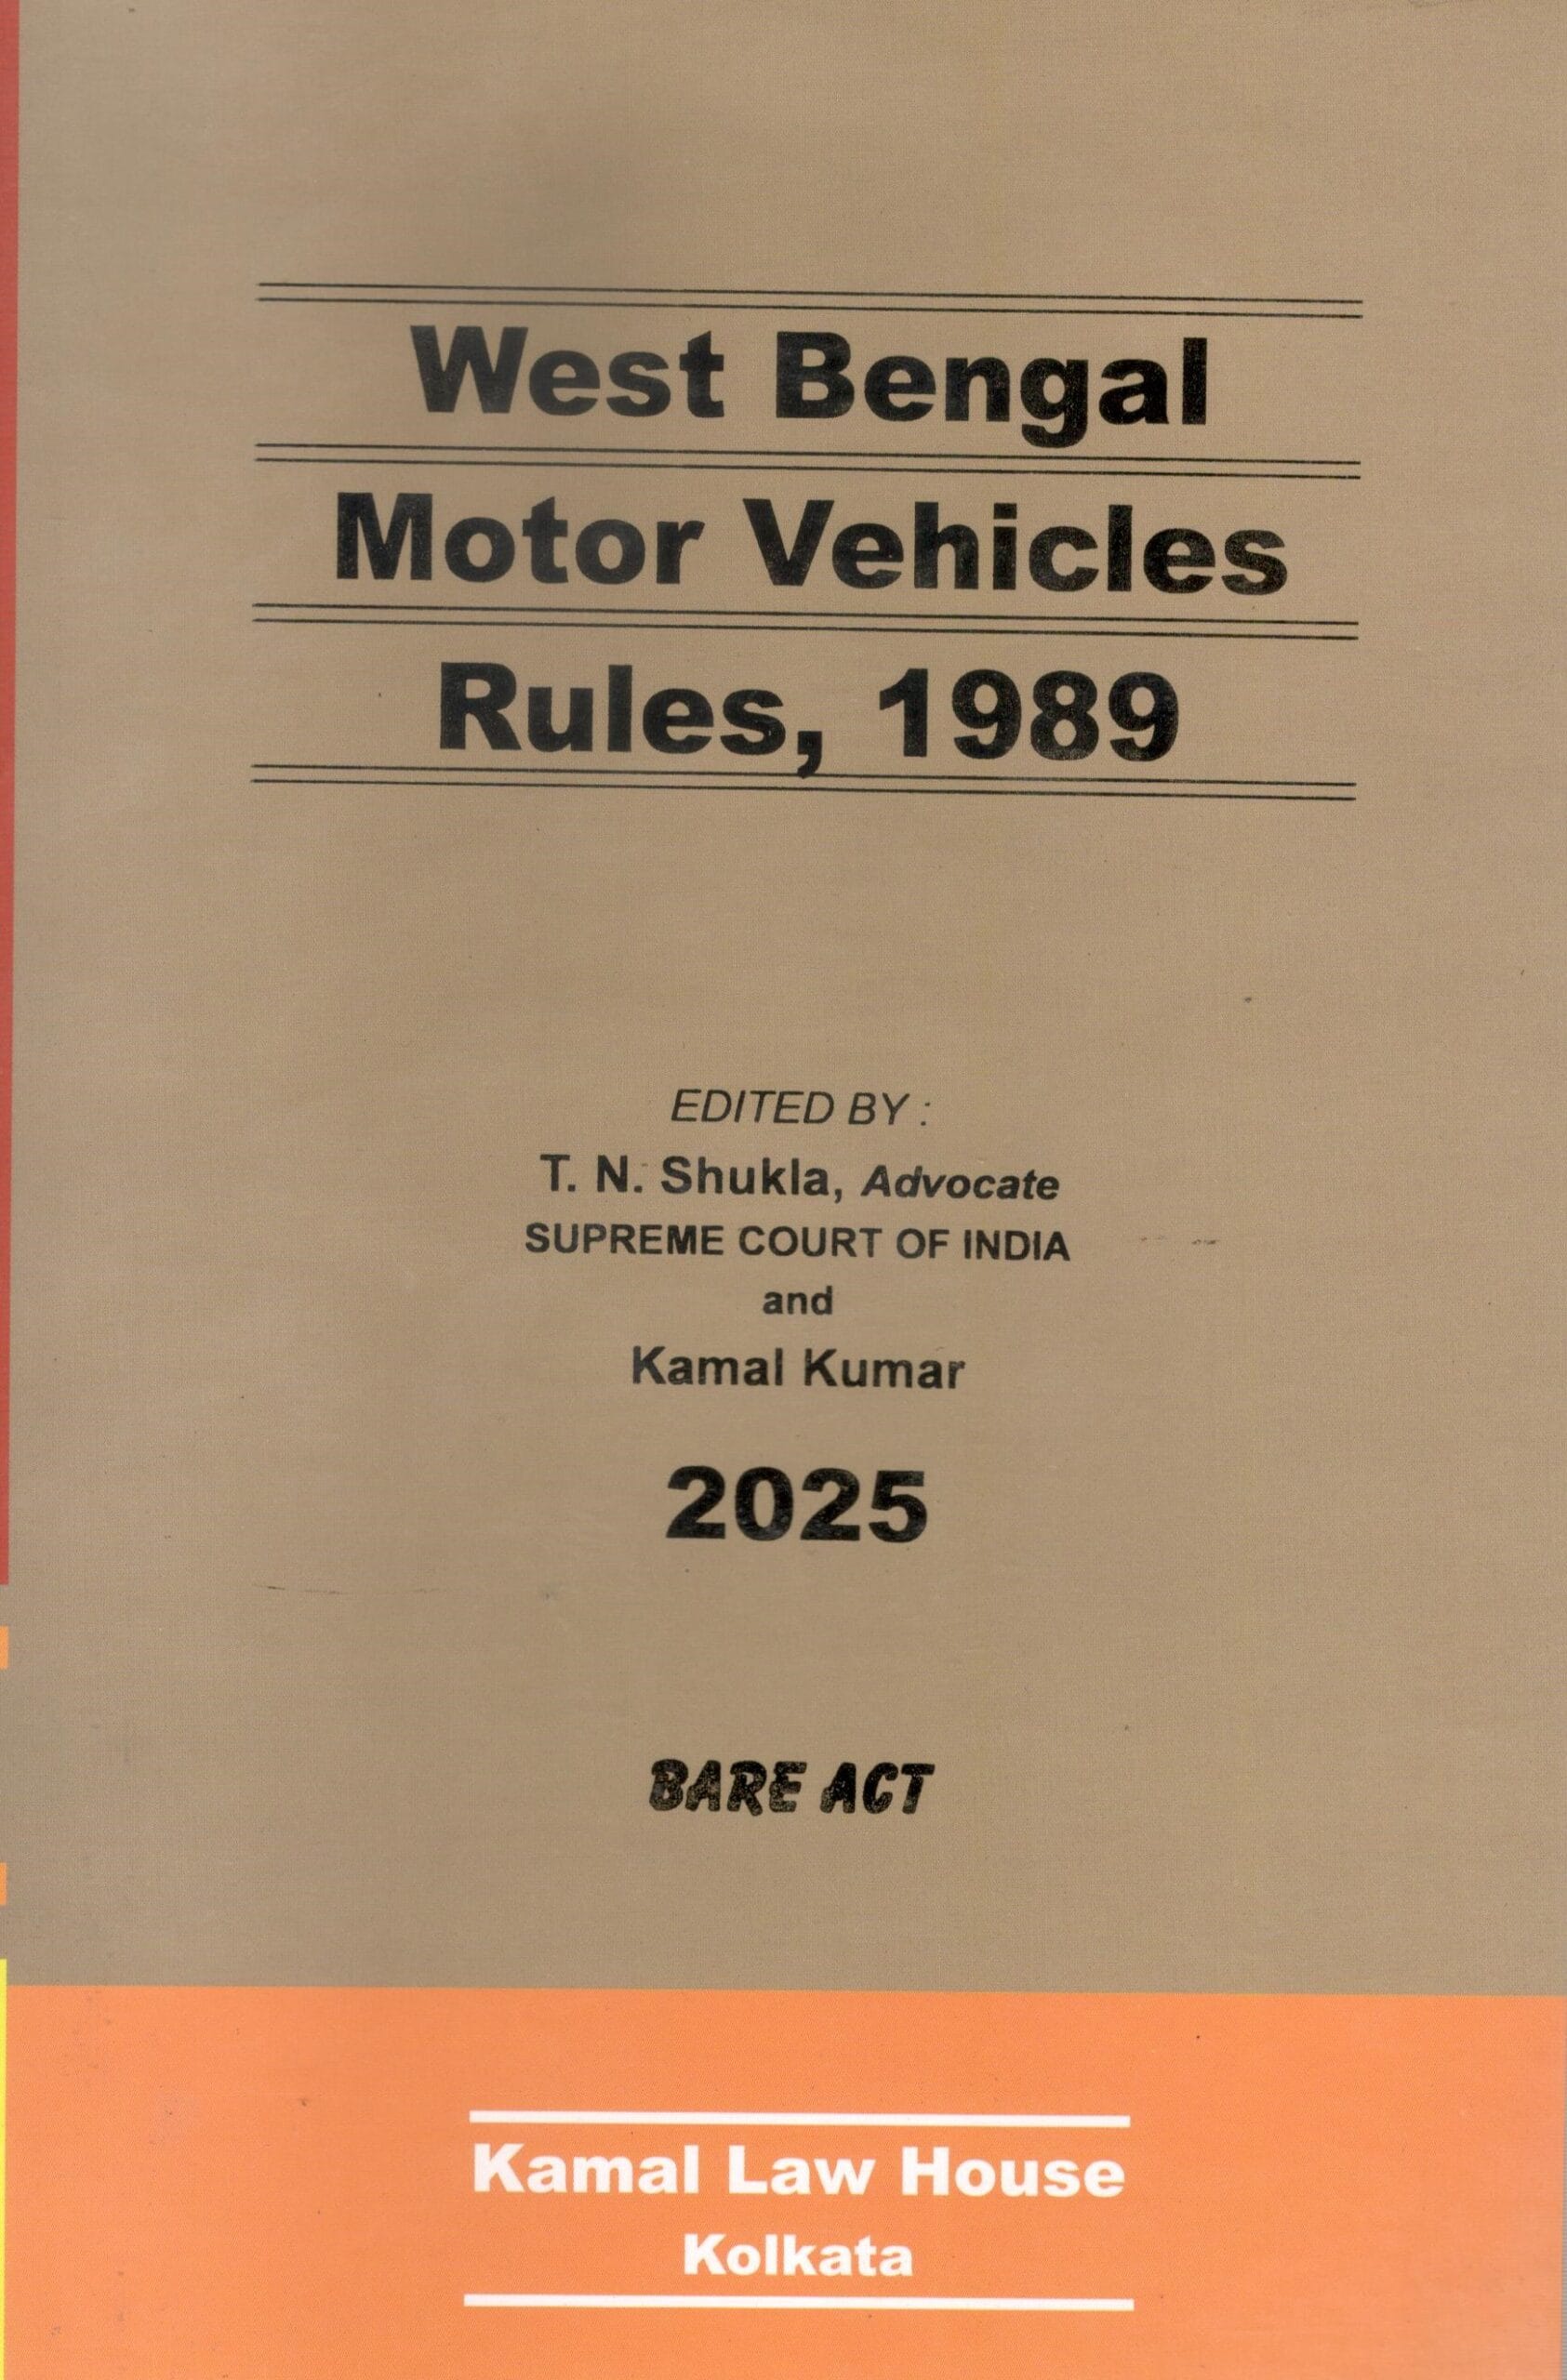 West Bengal
Motor Vehicles
Rules, 1989
EDITED BY :
T. N. Shukla, Advocate
SUPREME COURT OF INDIA
and
Kamal Kumar
2025
BARE ACT
Kamal Law House
Kolkata